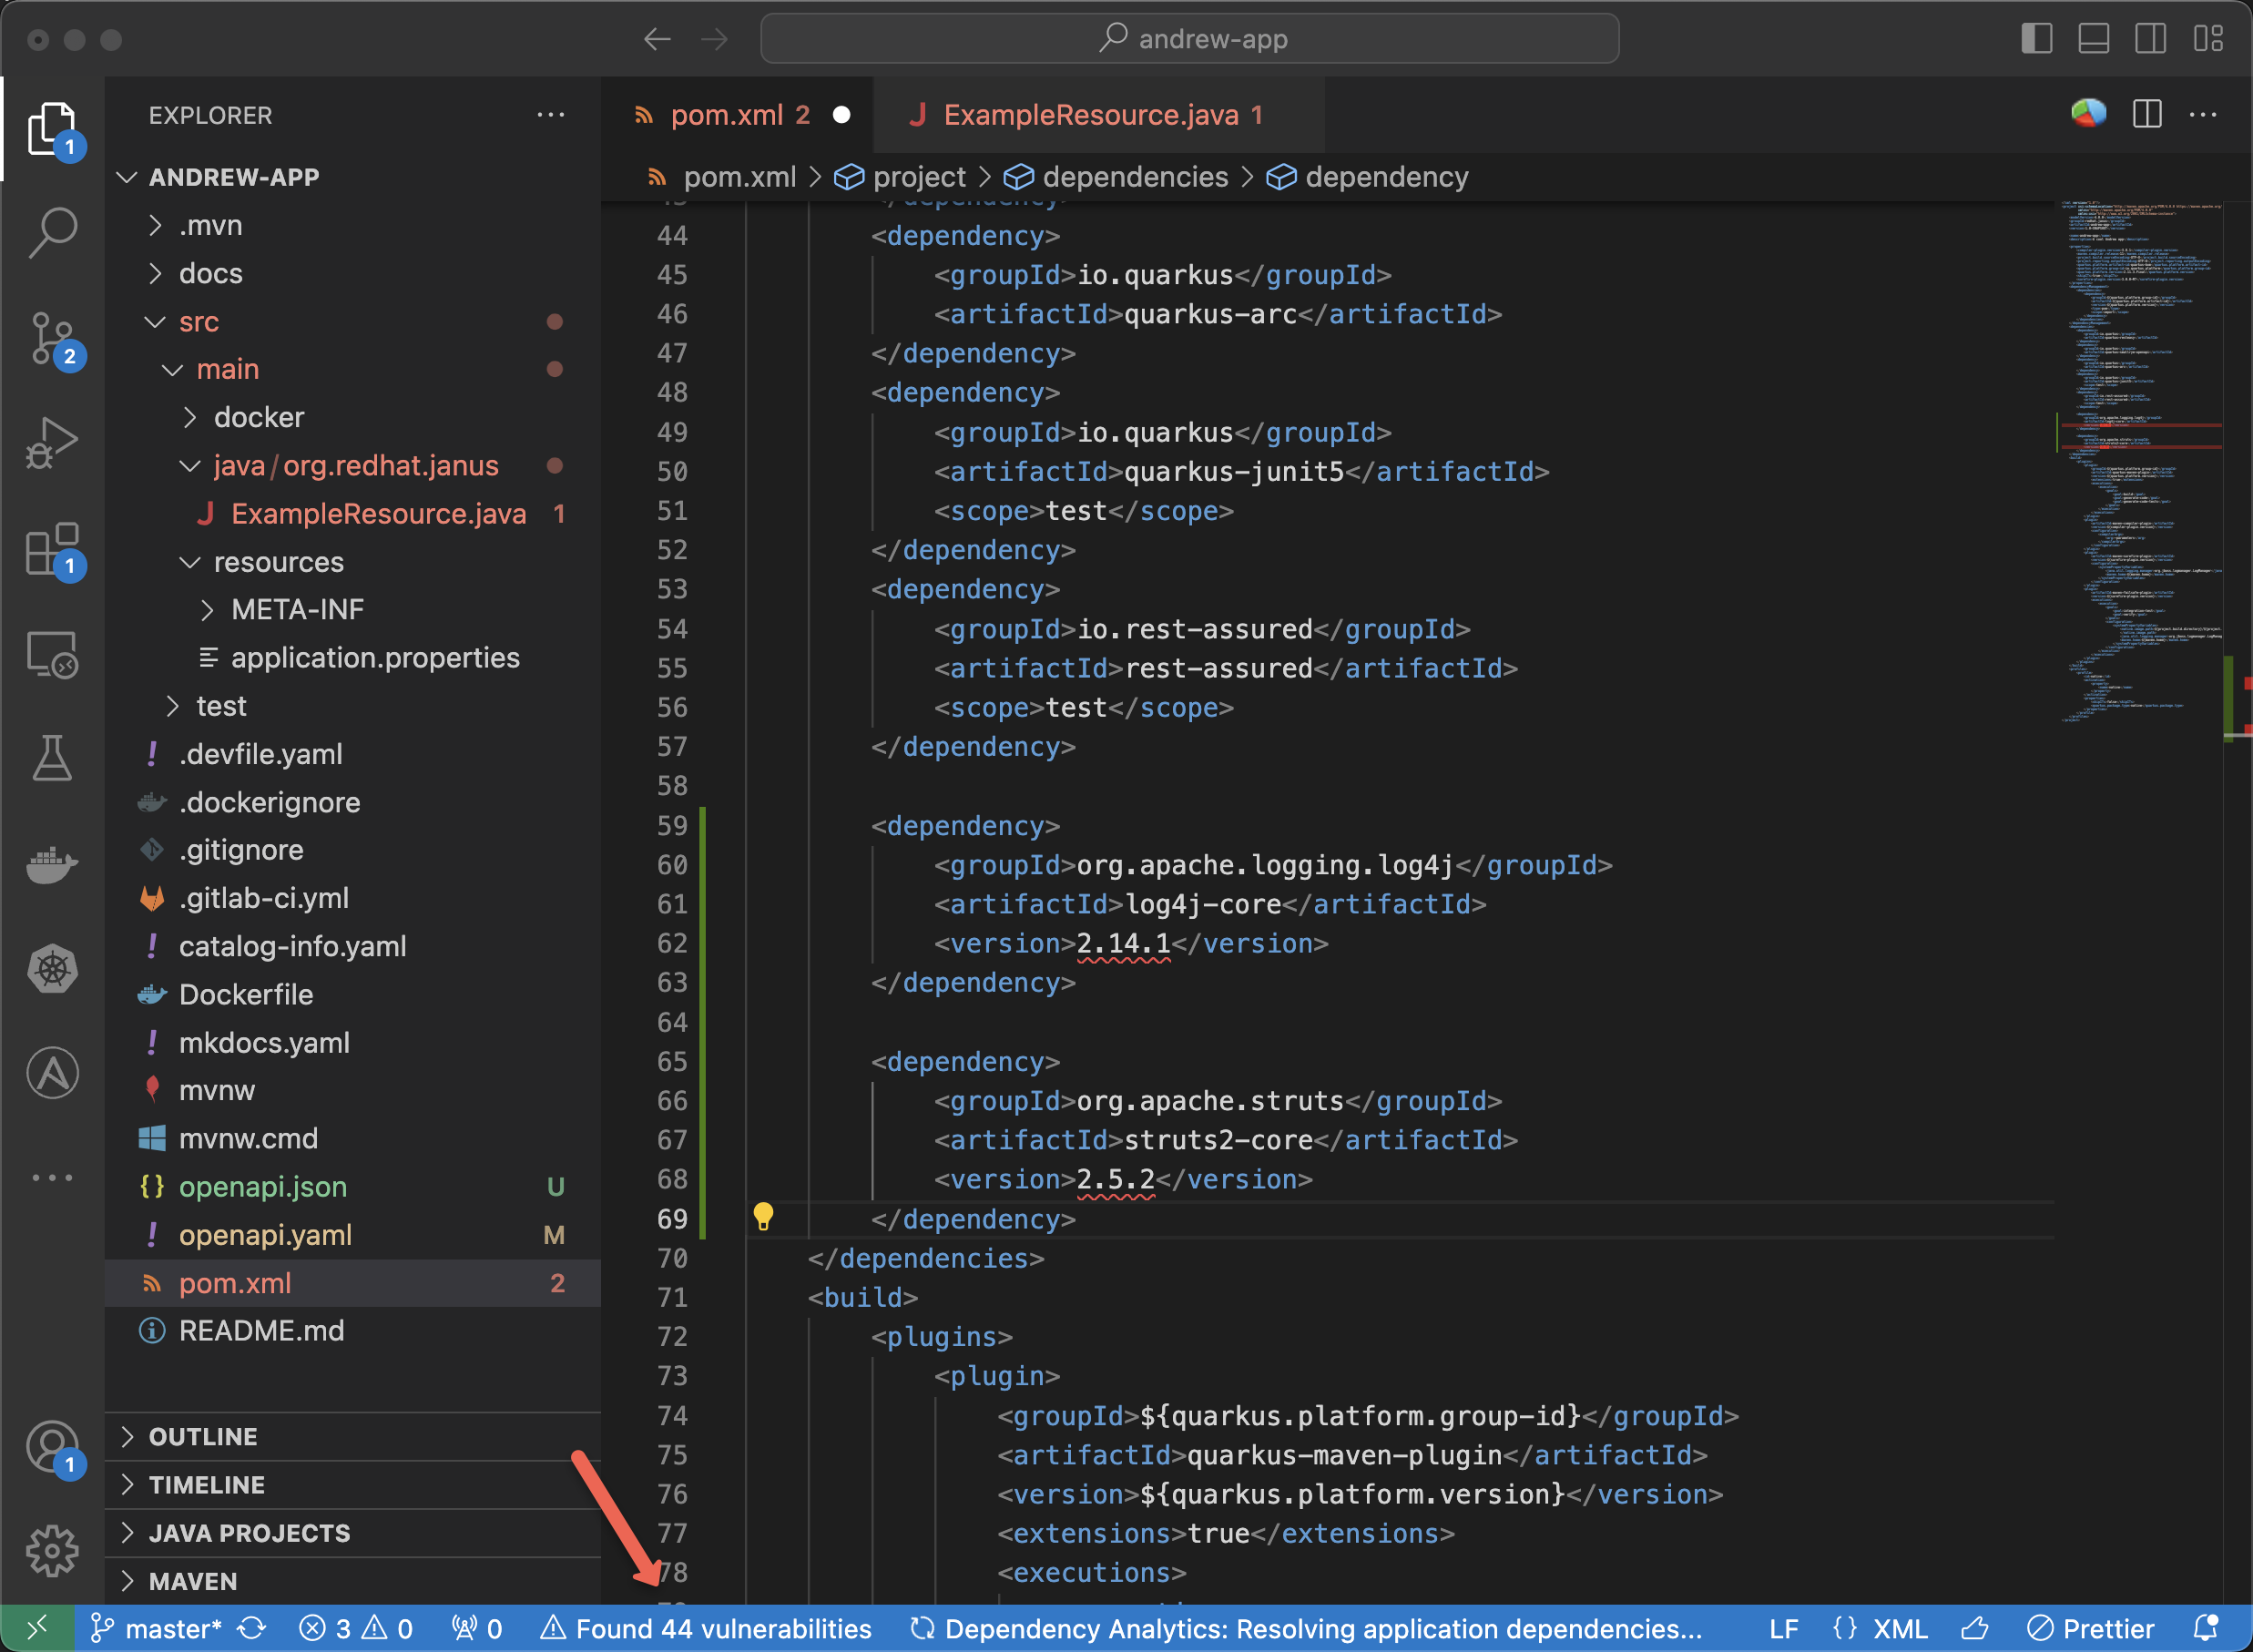 andrew-app
EXPLORER
ANDREW-APP
.mvn
docs
src
main
docker
java/org.redhat.janus
ExampleResource.java 1
resources
META-INF
application.properties
test
.devfile.yaml
.dockerignore
.gitignore
.gitlab-ci.yml
catalog-info.yaml
Dockerfile
mkdocs.yaml
mvnw
mvnw.cmd
openapi.json U
openapi.yaml M
pom.xml 2
README.md
OUTLINE
TIMELINE
JAVA PROJECTS
MAVEN
1
2
1
1
pom.xml 2
ExampleResource.java 1
pom.xml > project > dependencies > dependency
44 <dependency>
45 <groupId>io.quarkus</groupId>
46 <artifactId>quarkus-arc</artifactId>
47 </dependency>
48 <dependency>
49 <groupId>io.quarkus</groupId>
50 <artifactId>quarkus-junit5</artifactId>
51 <scope>test</scope>
52 </dependency>
53 <dependency>
54 <groupId>io.rest-assured</groupId>
55 <artifactId>rest-assured</artifactId>
56 <scope>test</scope>
57 </dependency>
58
59 <dependency>
60 <groupId>org.apache.logging.log4j</groupId>
61 <artifactId>log4j-core</artifactId>
62 <version>2.14.1</version>
63 </dependency>
64
65 <dependency>
66 <groupId>org.apache.struts</groupId>
67 <artifactId>struts2-core</artifactId>
68 <version>2.5.2</version>
69 </dependency>
70 </dependencies>
71 <build>
72 <plugins>
73 <plugin>
74 <groupId>${quarkus.platform.group-id}</groupId>
75 <artifactId>quarkus-maven-plugin</artifactId>
76 <version>${quarkus.platform.version}</version>
77 <extensions>true</extensions>
78 <executions>
master* 3 0 0 Found 44 vulnerabilities Dependency Analytics: Resolving application dependencies... LF {} XML Prettier